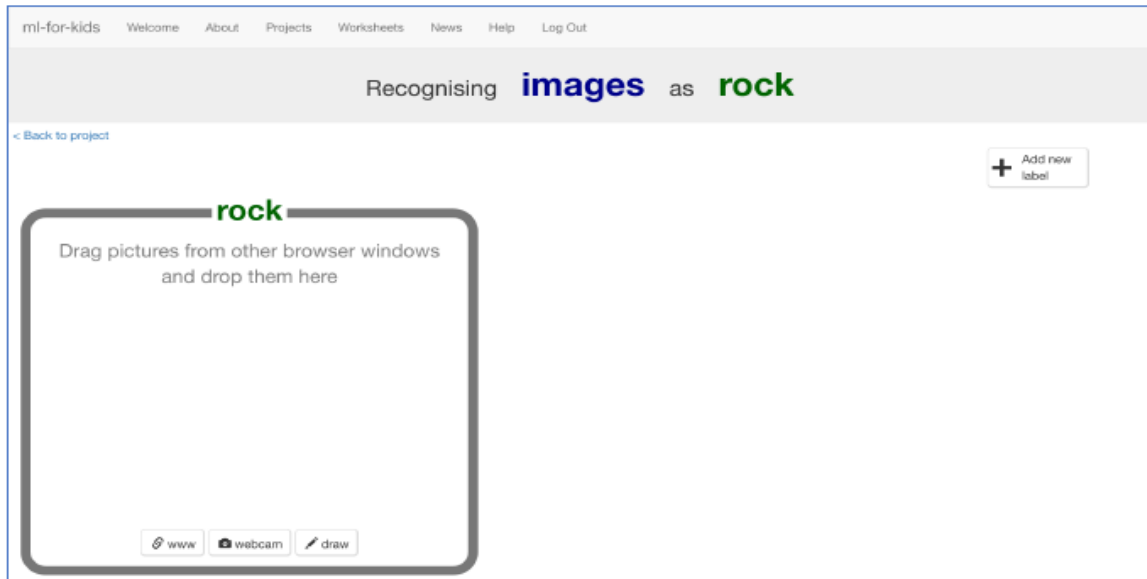 ml-for-kids Welcome About Projects Worksheets News Help Log Out
Recognising images as rock
< Back to project
Add new
label
rock
Drag pictures from other browser windows
and drop them here
www webcam draw